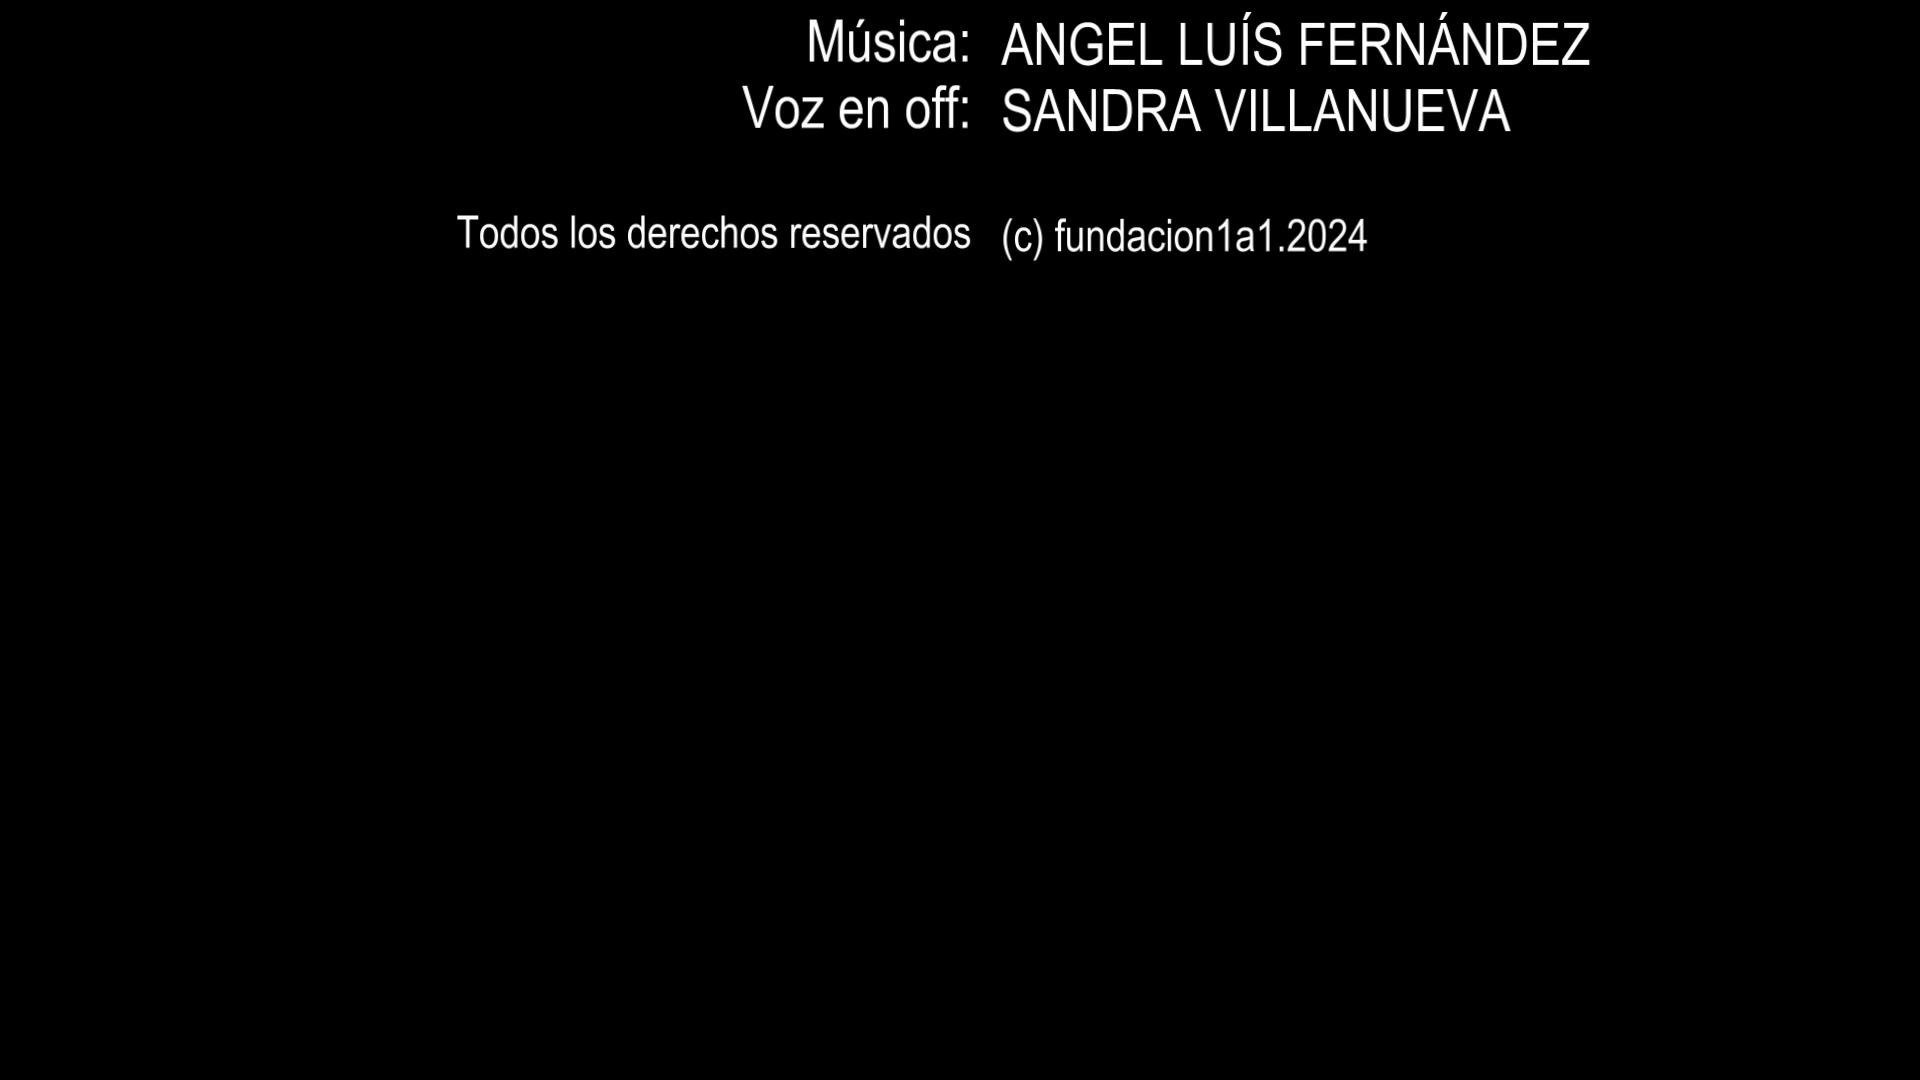 Música: ANGEL LUÍS FERNÁNDEZ
Voz en off: SANDRA VILLANUEVA
Todos los derechos reservados (c) fundacion1a1.2024